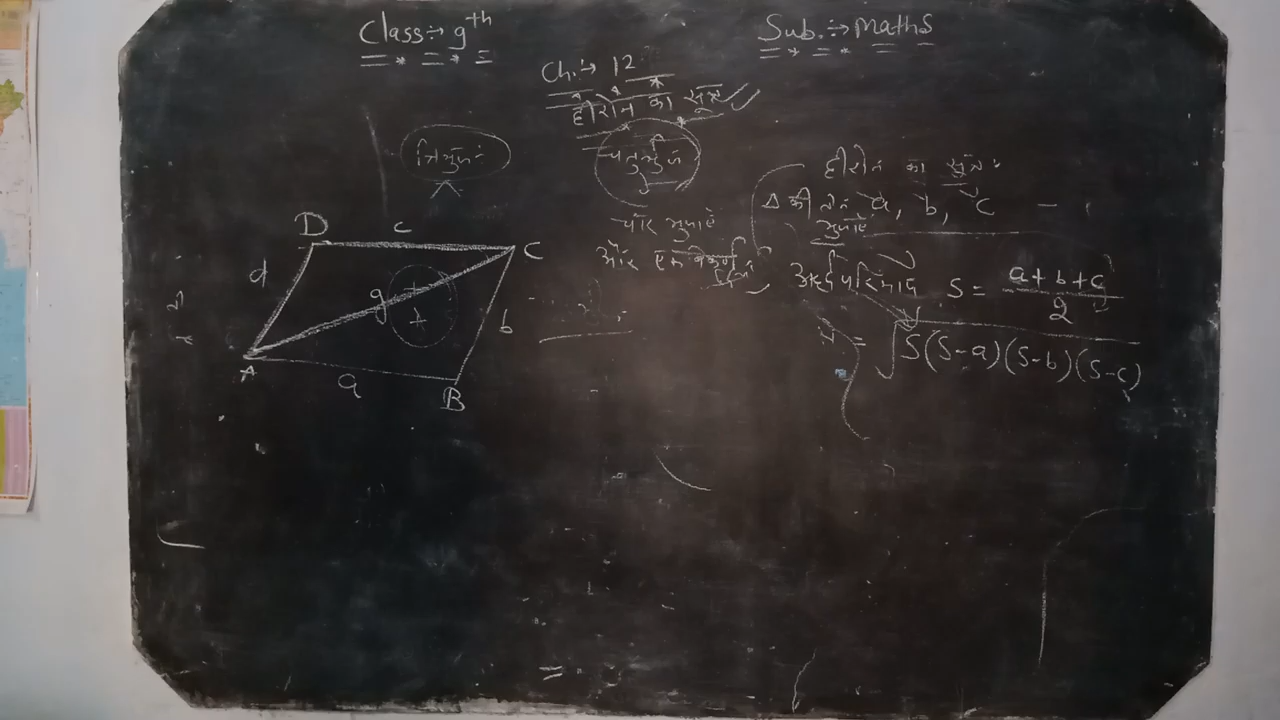 Class:- 9th
Sub.:- Maths
Ch.:- 12
हीरोन का सूत्र
त्रिभुज:-
चतुर्भुज
चार भुजाएं
और एक विकर्ण
हीरोन का सूत्र:
Δ की तीन भुजाएं a, b, c
अर्द्धपरिमाप S = a+b+c / 2
= √S(S-a)(S-b)(S-c)
D c C
d g b
A a B